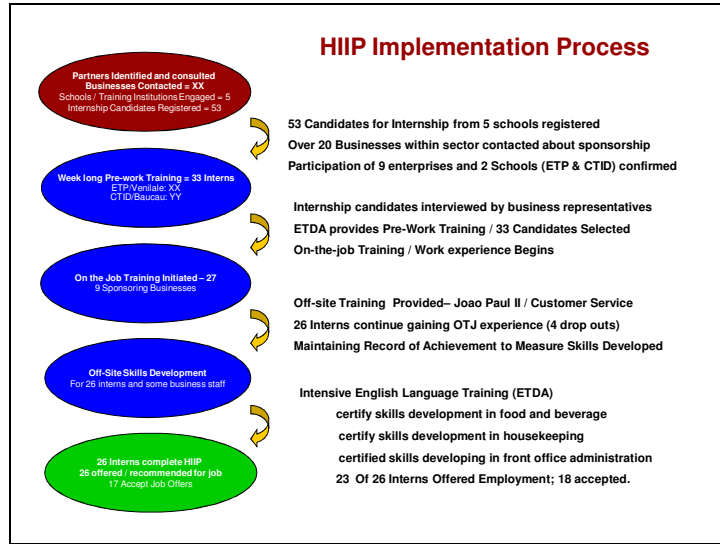 HIIP Implementation Process
Partners Identified and consulted
Businesses Contacted = XX
Schools / Training Institutions Engaged = 5
Internship Candidates Registered = 53
53 Candidates for Internship from 5 schools registered
Over 20 Businesses within sector contacted about sponsorship
Participation of 9 enterprises and 2 Schools (ETP & CTID) confirmed
Week long Pre-work Training = 33 Interns
ETP/Venilale: XX
CTID/Baucau: YY
Internship candidates interviewed by business representatives
ETDA provides Pre-Work Training / 33 Candidates Selected
On-the-job Training / Work experience Begins
On the Job Training Initiated – 27
9 Sponsoring Businesses
Off-site Training Provided– Joao Paul II / Customer Service
26 Interns continue gaining OTJ experience (4 drop outs)
Maintaining Record of Achievement to Measure Skills Developed
Off-Site Skills Development
For 26 interns and some business staff
Intensive English Language Training (ETDA)
certify skills development in food and beverage
certify skills development in housekeeping
certified skills developing in front office administration
23 Of 26 Interns Offered Employment; 18 accepted.
26 Interns complete HIIP
26 offered / recommended for job
17 Accept Job Offers